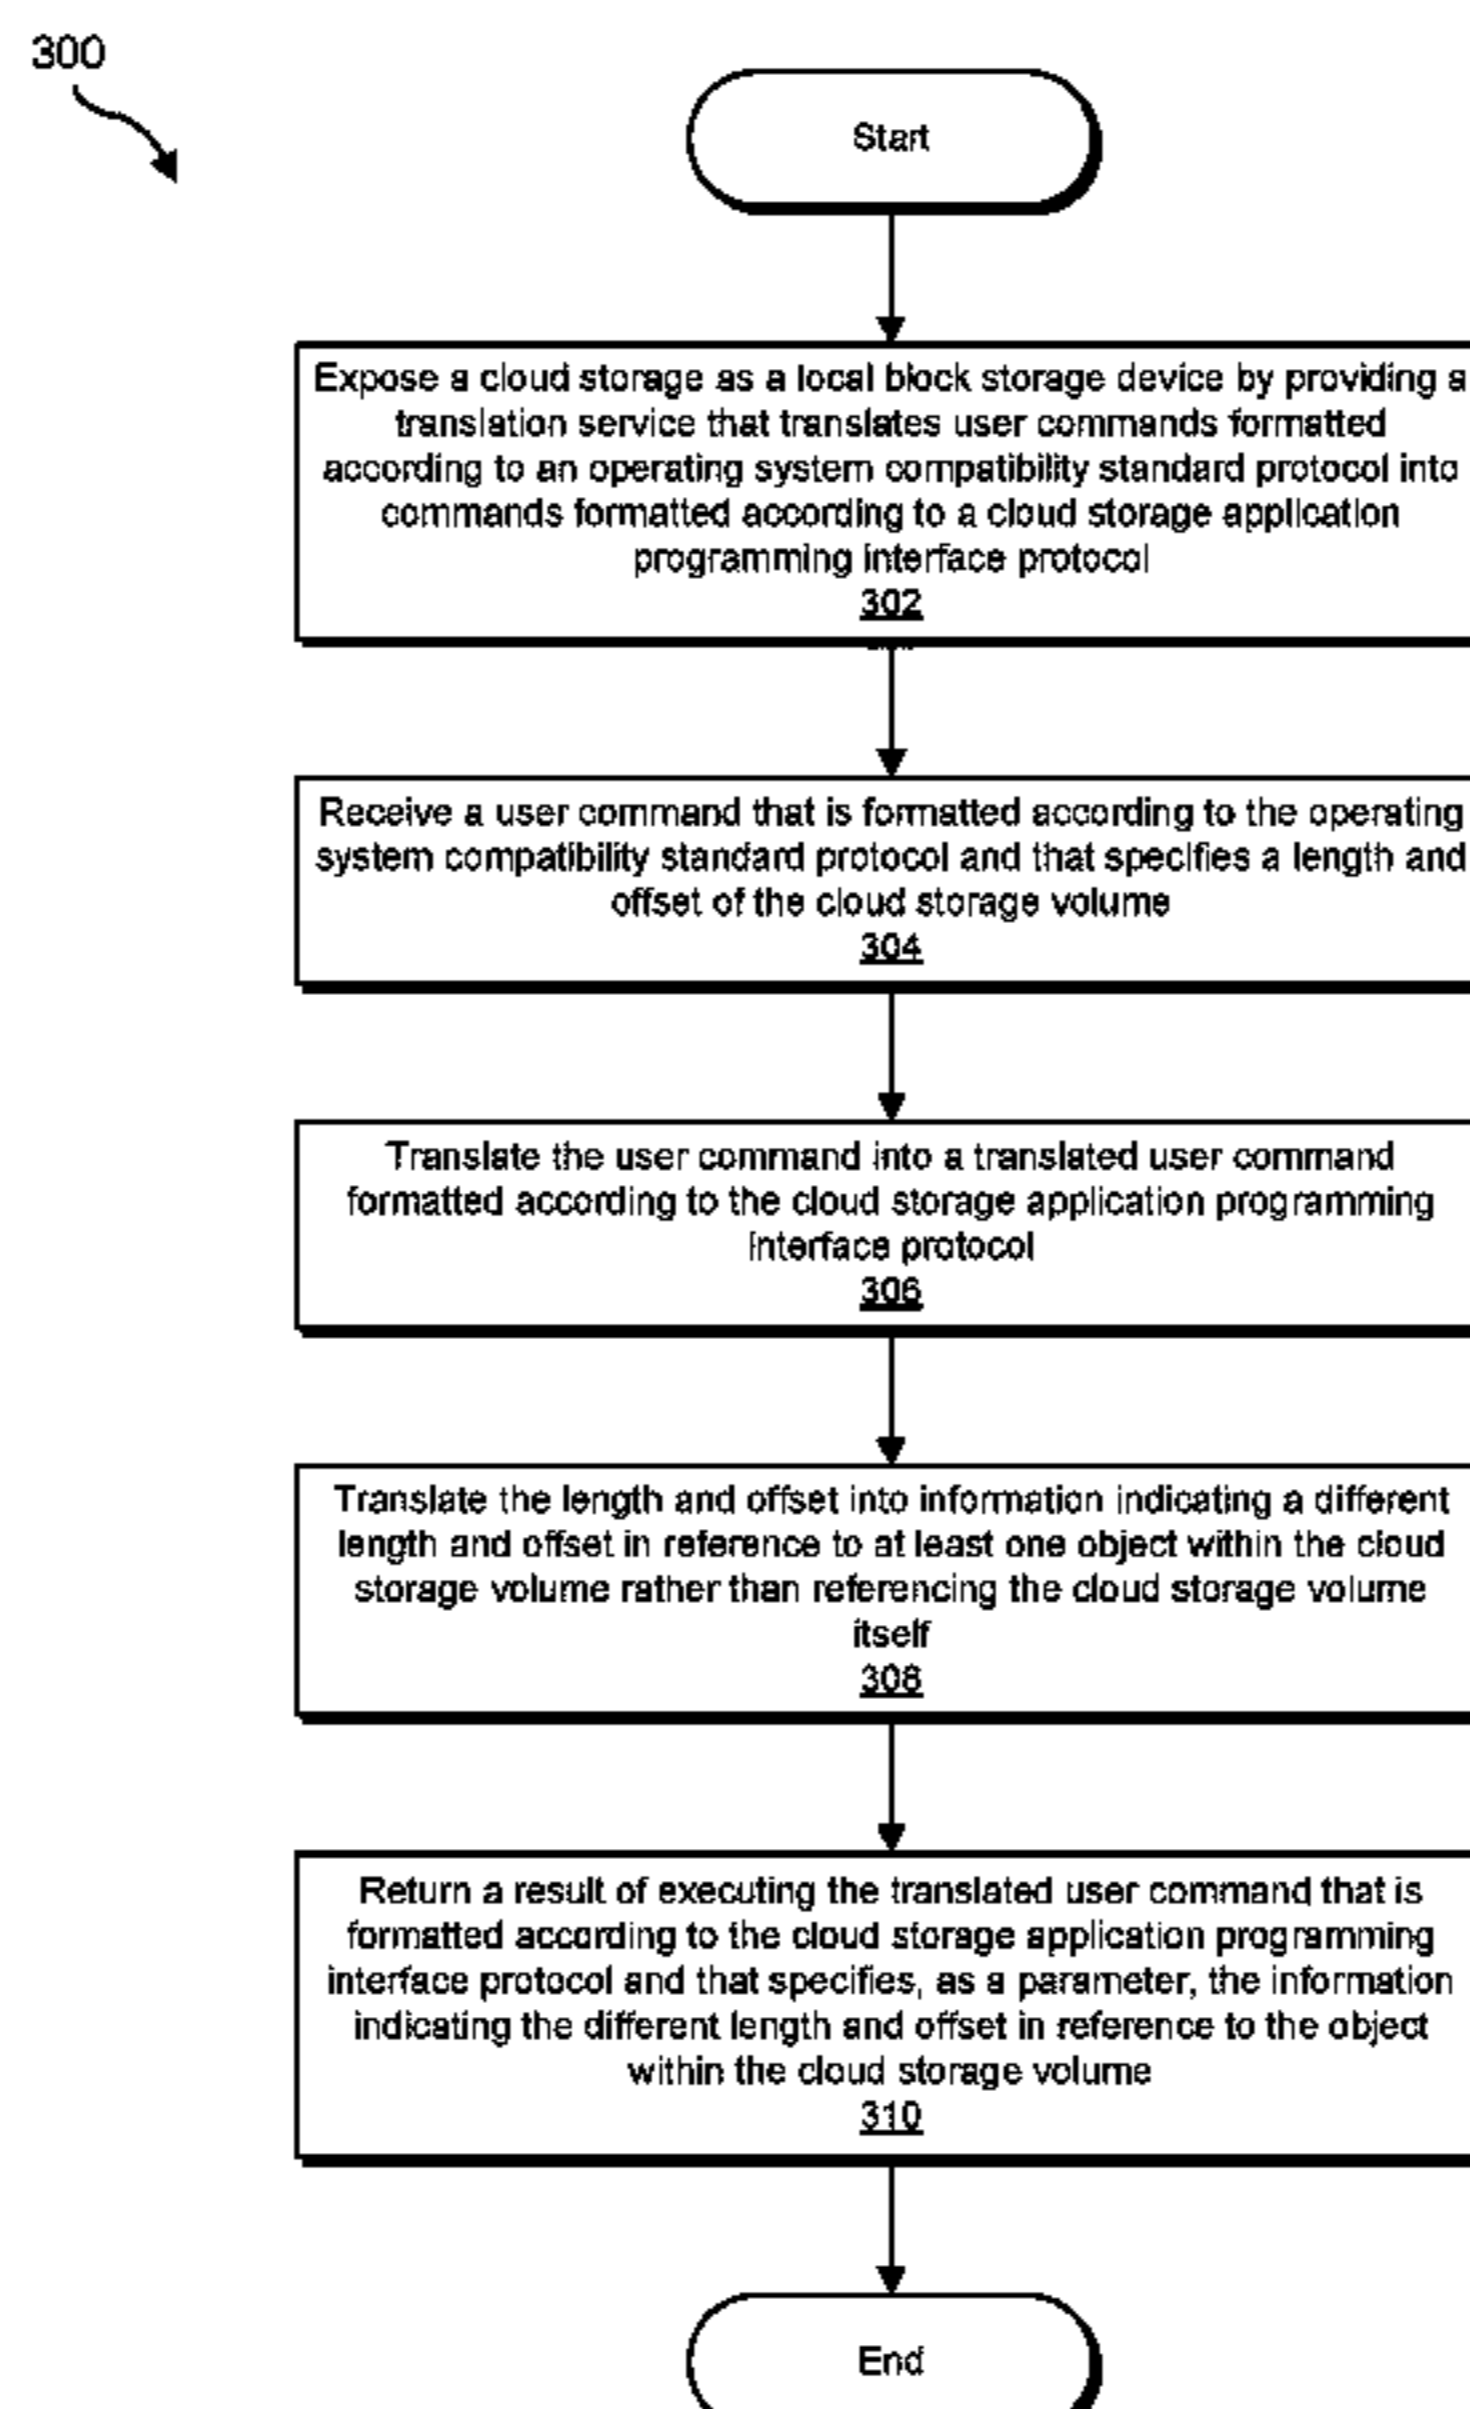 300
Start
Expose a cloud storage as a local block storage device by providing a
translation service that translates user commands formatted
according to an operating system compatibility standard protocol into
commands formatted according to a cloud storage application
programming interface protocol
302
Receive a user command that is formatted according to the operating
system compatibility standard protocol and that specifies a length and
offset of the cloud storage volume
304
Translate the user command into a translated user command
formatted according to the cloud storage application programming
interface protocol
306
Translate the length and offset into information indicating a different
length and offset in reference to at least one object within the cloud
storage volume rather than referencing the cloud storage volume
itself
308
Return a result of executing the translated user command that is
formatted according to the cloud storage application programming
interface protocol and that specifies, as a parameter, the information
indicating the different length and offset in reference to the object
within the cloud storage volume
310
End